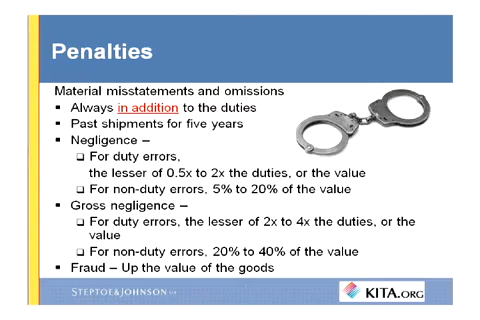 Penalties
Material misstatements and omissions
▪ Always in addition to the duties
▪ Past shipments for five years
▪ Negligence –
❑ For duty errors,
the lesser of 0.5x to 2x the duties, or the value
❑ For non-duty errors, 5% to 20% of the value
▪ Gross negligence –
❑ For duty errors, the lesser of 2x to 4x the duties, or the
value
❑ For non-duty errors, 20% to 40% of the value
▪ Fraud – Up the value of the goods
STEPTOE&JOHNSON LLP
KITA.ORG